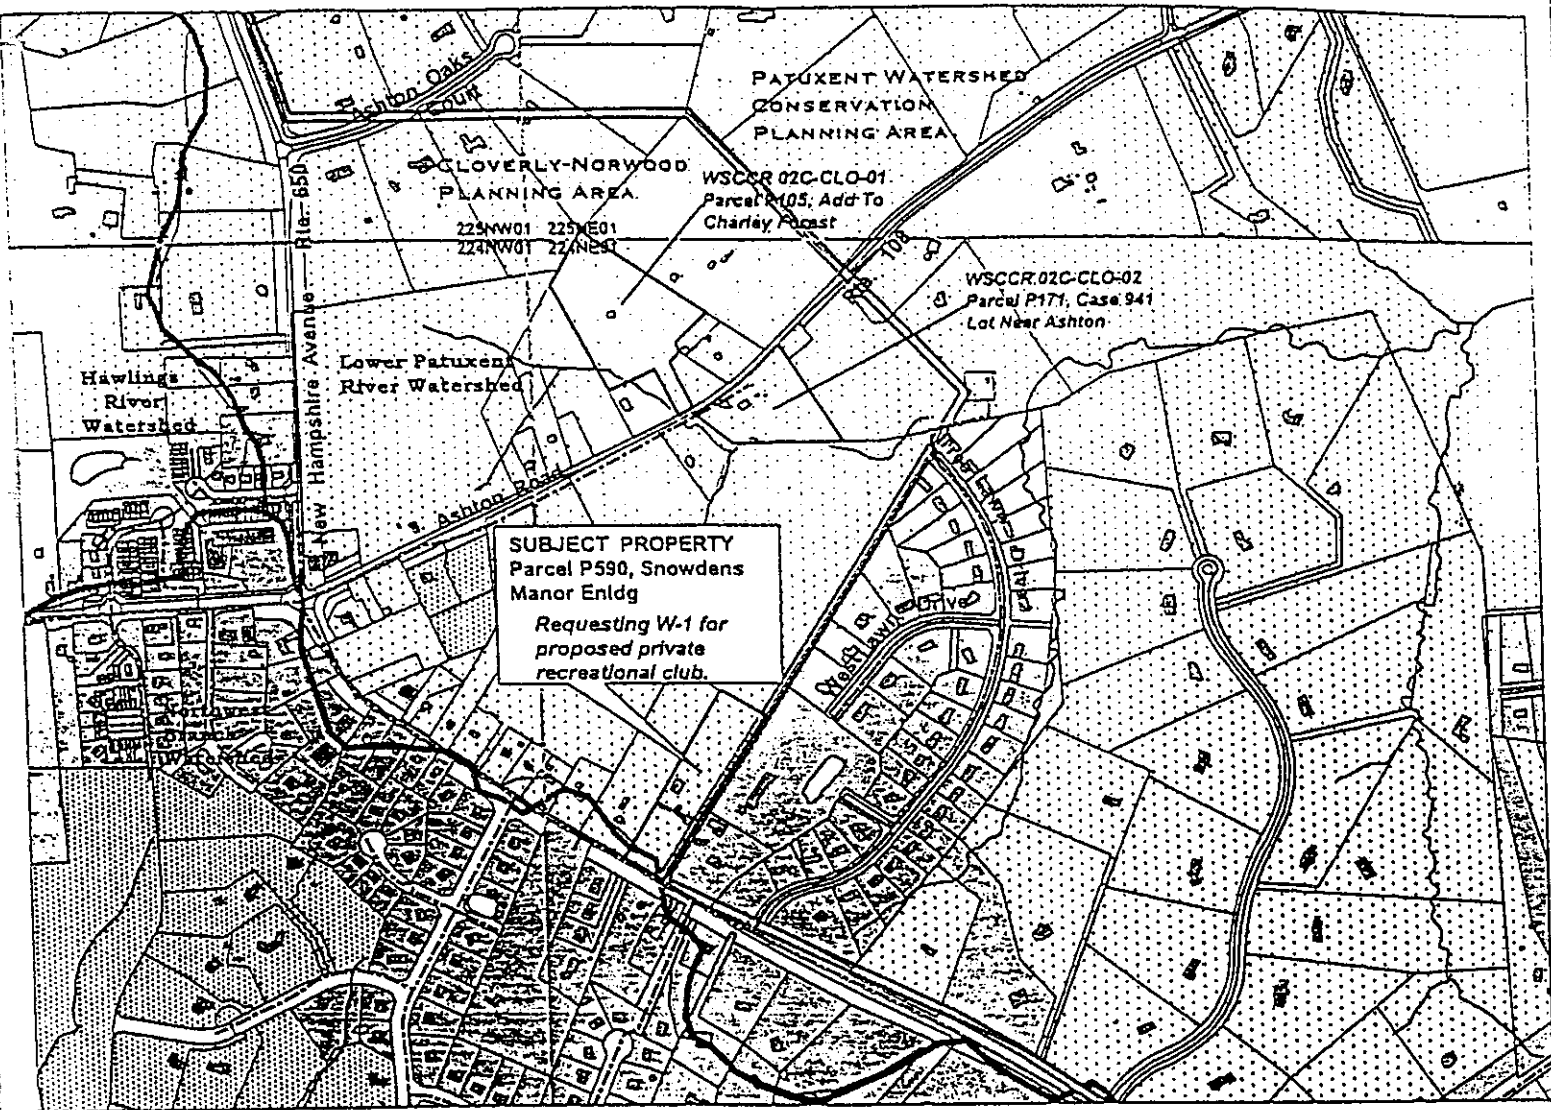 Ashton Oaks
Court
PATUXENT WATERSHED
CONSERVATION
PLANNING AREA
CLOVERLY-NORWOOD
PLANNING AREA
225NW01 225NE01
224NW01 224NE01
WSCCR 02C-CLO-01
Parcel P105, Add To
Charley Forest
Rte 108
WSCCR 02C-CLO-02
Parcel P171, Case 941
Lot Near Ashton
New Hampshire Avenue Rte. 650
Lower Patuxent
River Watershed
Hawlings
River
Watershed
Ashton Road
SUBJECT PROPERTY
Parcel P590, Snowdens
Manor Enldg
Requesting W-1 for
proposed private
recreational club.
Drive
Branch
Watershed